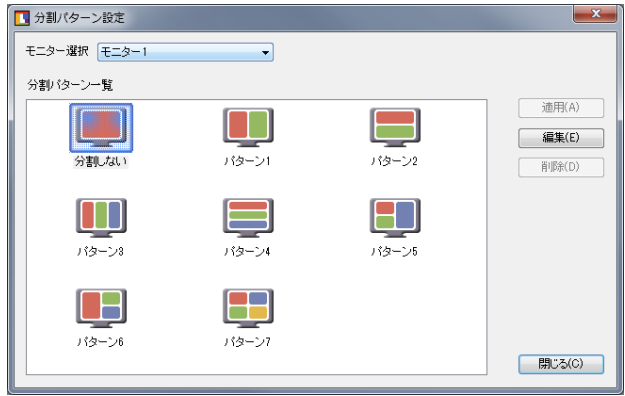 分割パターン設定
モニター選択 モニター1
分割パターン一覧
適用(A)
分割しない パターン1 パターン2
編集(E)
削除(D)
パターン3 パターン4 パターン5
パターン6 パターン7
閉じる(C)